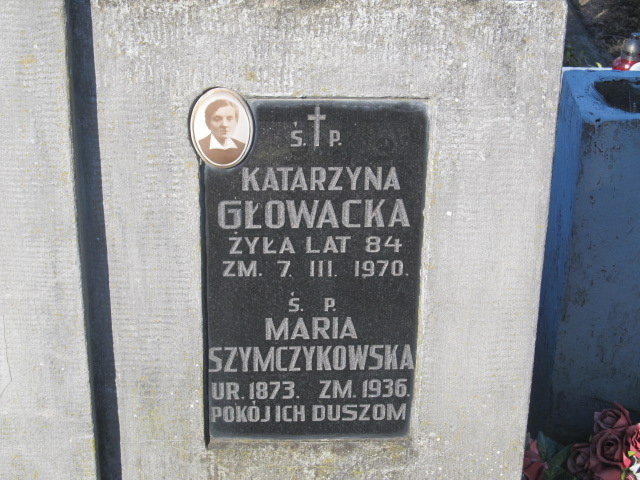 Ś. P.
KATARZYNA
GŁOWACKA
ŻYŁA LAT 84
ZM. 7. III. 1970.
Ś. P.
MARIA
SZYMCZYKOWSKA
UR. 1873. ZM. 1936.
POKÓJ ICH DUSZOM